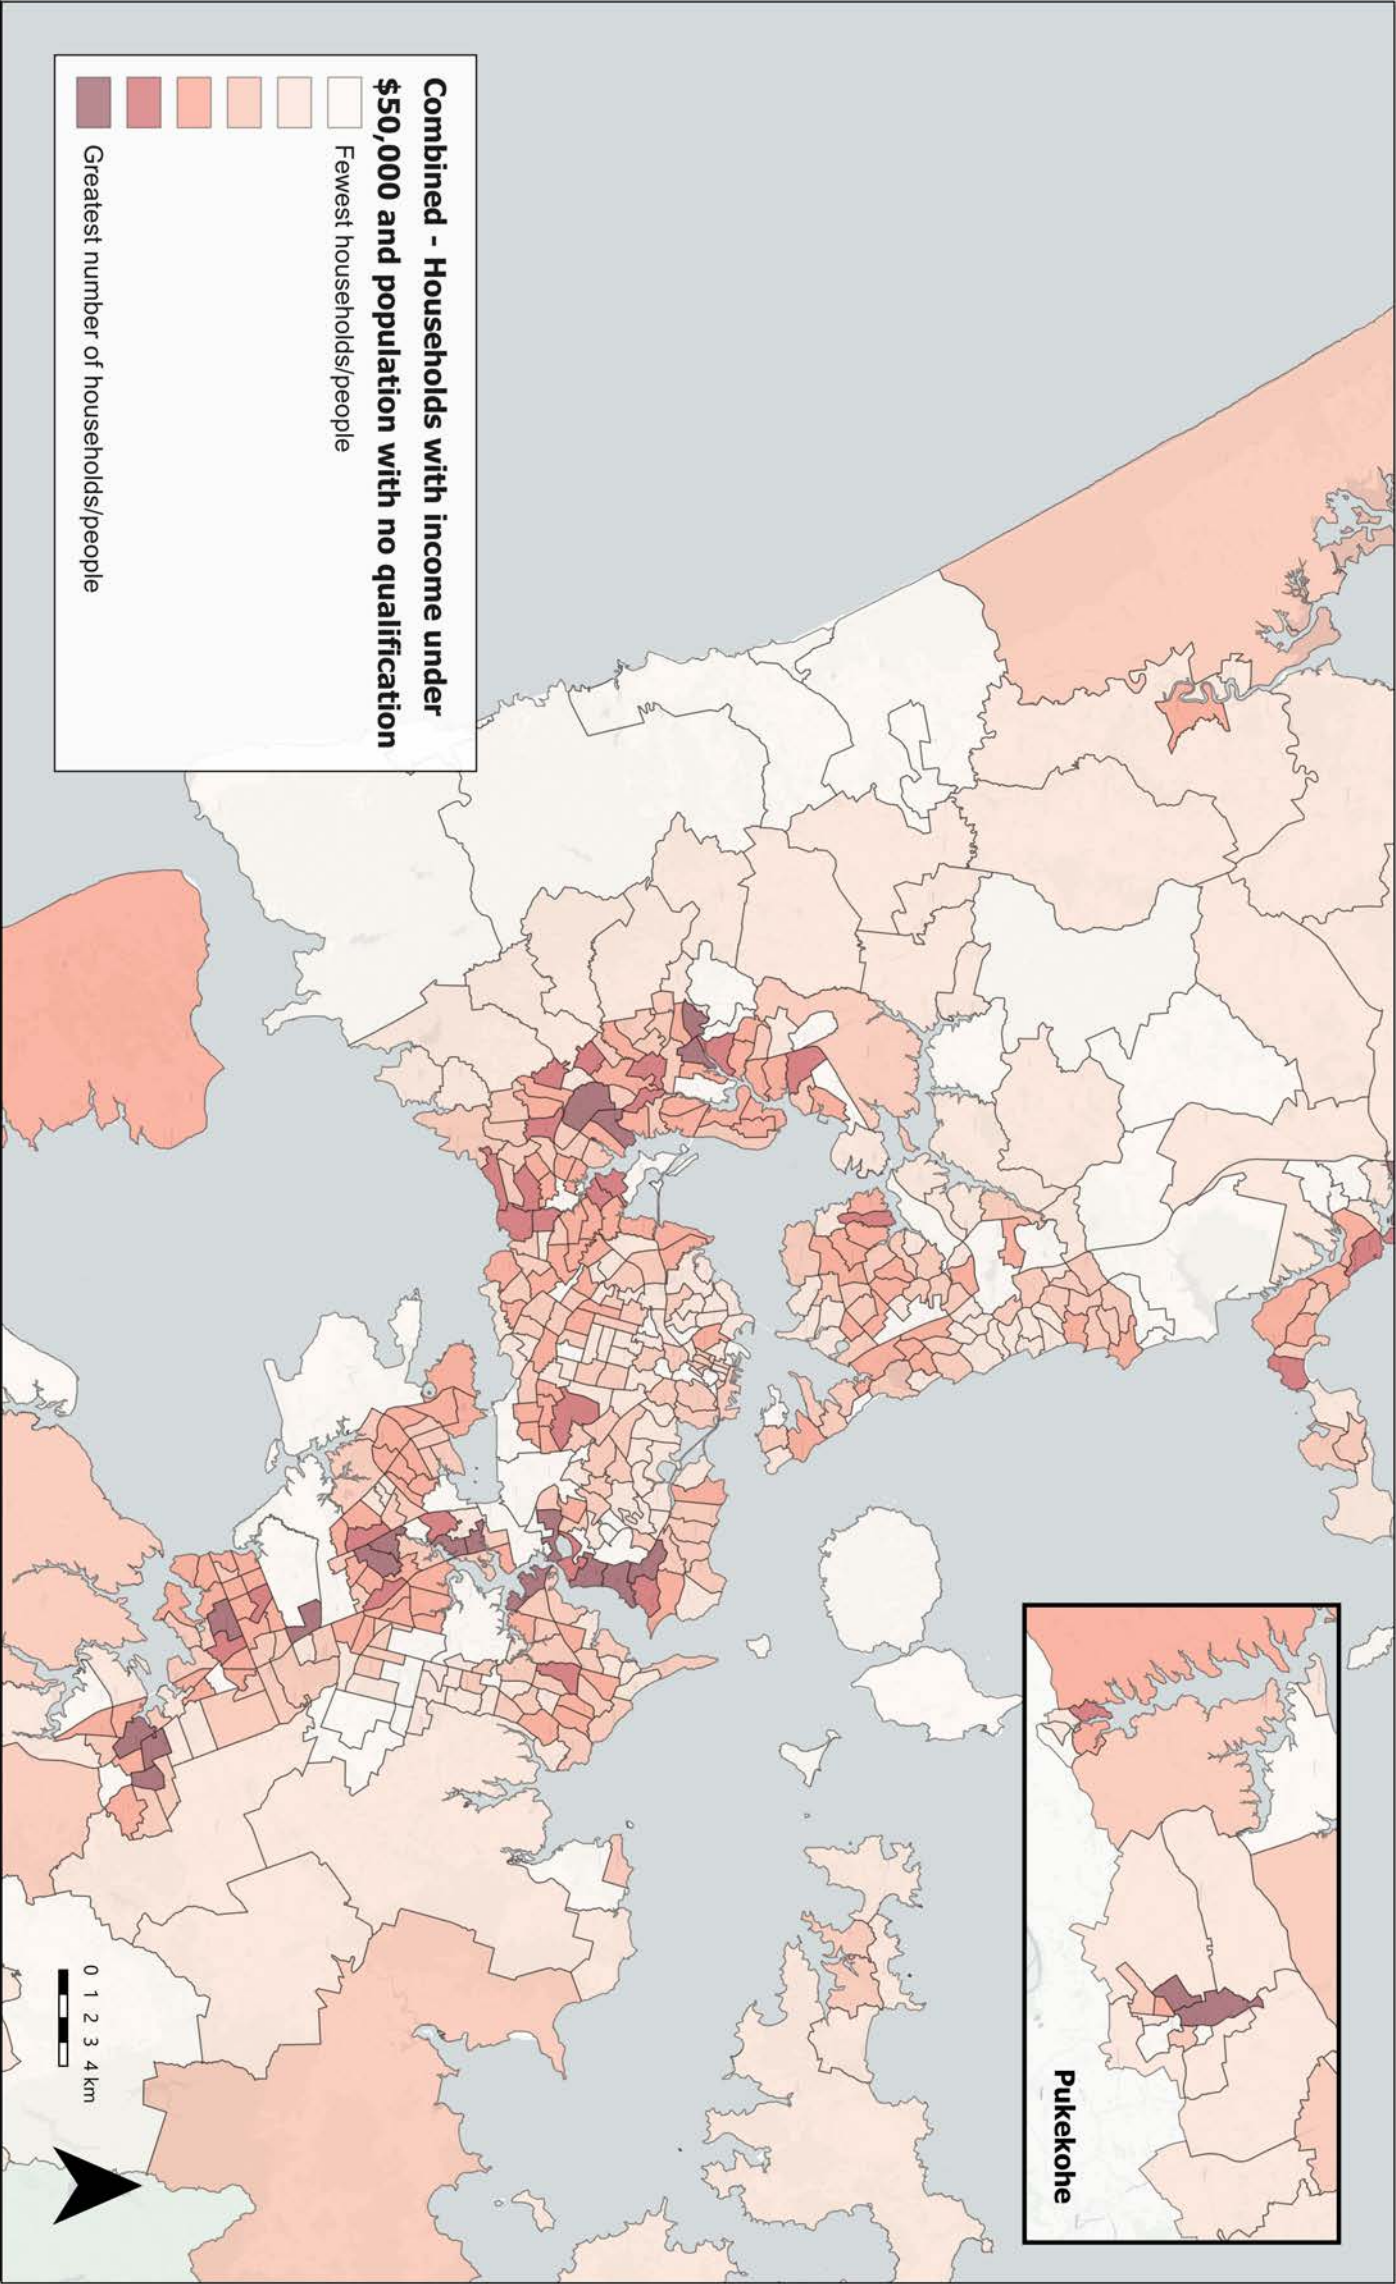 Combined - Households with income under
$50,000 and population with no qualification
Fewest households/people
Greatest number of households/people
Pukekohe
0 1 2 3 4 km